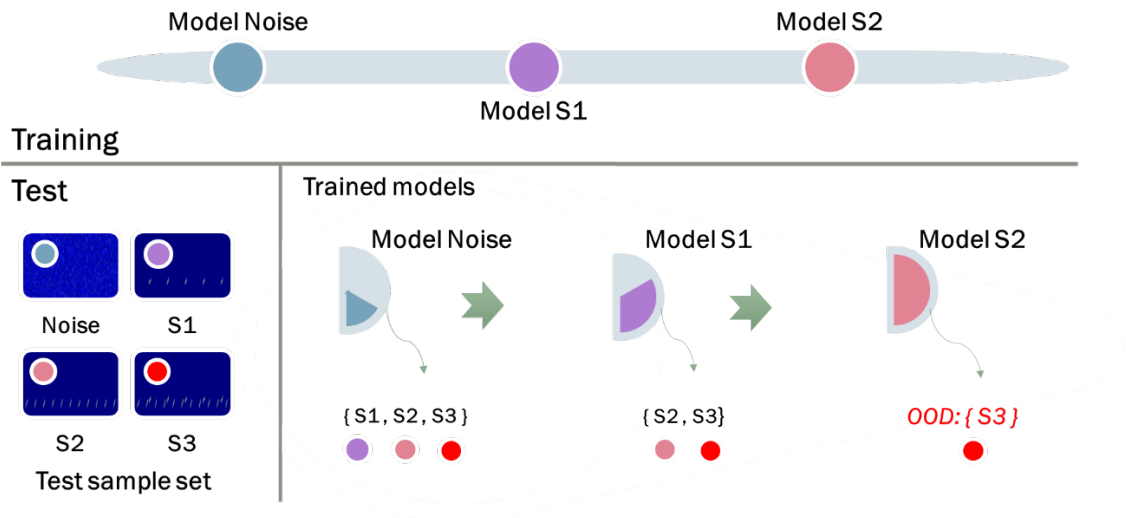 Model Noise
Model S2
Model S1
Training
Test
Trained models
Model Noise
Model S1
Model S2
Noise
S1
S2
S3
Test sample set
{ S1 , S2 , S3 }
{ S2 , S3}
OOD: { S3 }